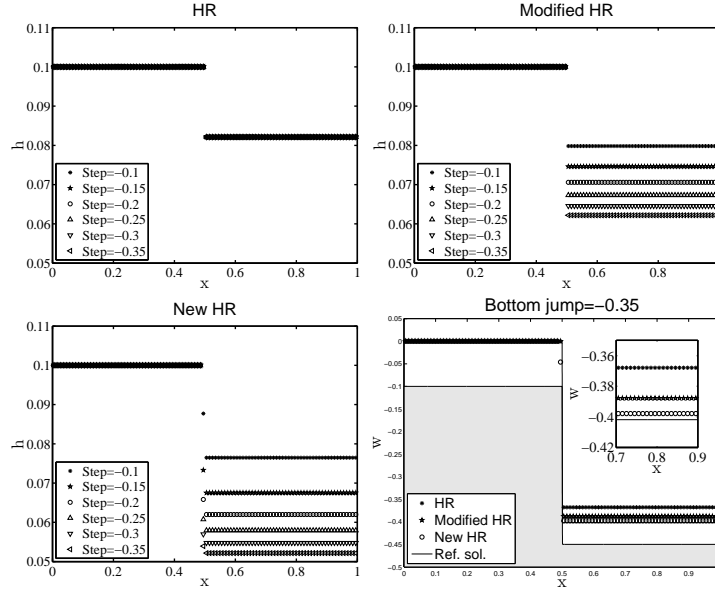 HR
0.11
0.1
0.09
0.08
0.07
0.06
0.05
h
Step=−0.1
Step=−0.15
Step=−0.2
Step=−0.25
Step=−0.3
Step=−0.35
0 0.2 0.4 0.6 0.8 1
x
Modified HR
0.11
0.1
0.09
0.08
0.07
0.06
0.05
h
Step=−0.1
Step=−0.15
Step=−0.2
Step=−0.25
Step=−0.3
Step=−0.35
0 0.2 0.4 0.6 0.8
x
New HR
0.11
0.1
0.09
0.08
0.07
0.06
0.05
h
Step=−0.1
Step=−0.15
Step=−0.2
Step=−0.25
Step=−0.3
Step=−0.35
0 0.2 0.4 0.6 0.8 1
x
Bottom jump=−0.35
0.05
0
−0.05
−0.1
−0.15
−0.2
−0.25
−0.3
−0.35
−0.4
−0.45
−0.5
w
−0.36
−0.38
−0.4
−0.42
w
0.7 0.8 0.9
x
HR
Modified HR
New HR
Ref. sol.
0 0.1 0.2 0.3 0.4 0.5 0.6 0.7 0.8 0.9
x